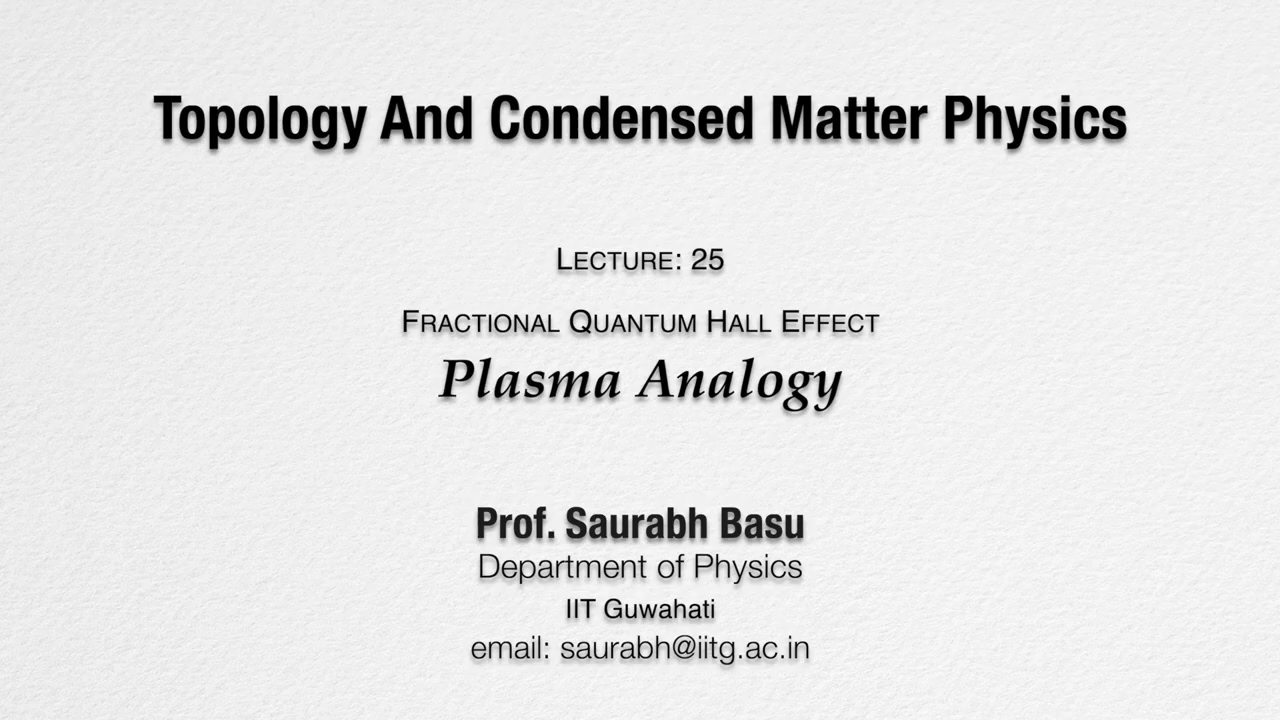 Topology And Condensed Matter Physics
LECTURE: 25
FRACTIONAL QUANTUM HALL EFFECT
Plasma Analogy
Prof. Saurabh Basu
Department of Physics
IIT Guwahati
email: saurabh@iitg.ac.in